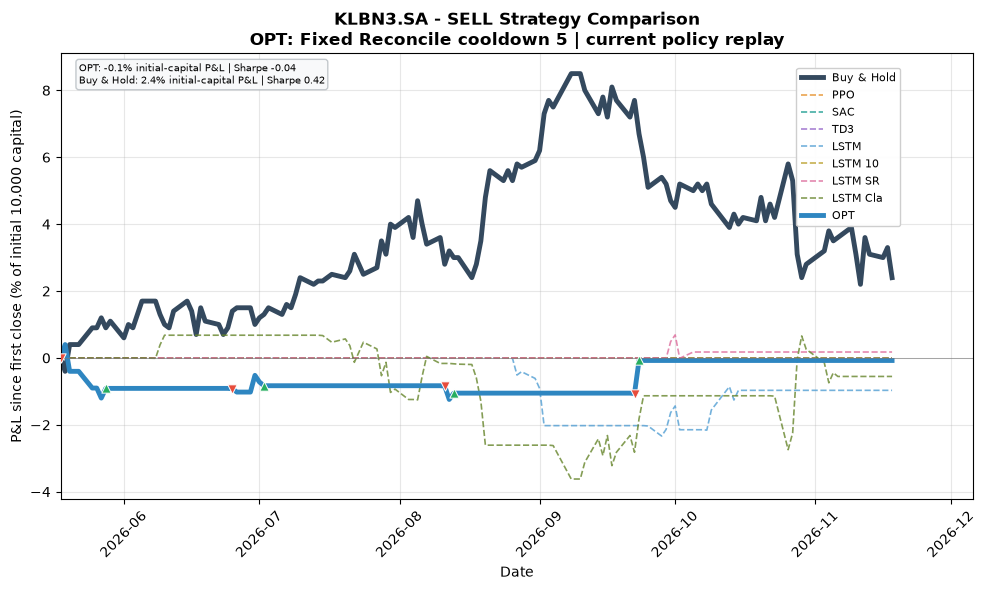 KLBN3.SA - SELL Strategy Comparison
OPT: Fixed Reconcile cooldown 5 | current policy replay
OPT: -0.1% initial-capital P&L | Sharpe -0.04
Buy & Hold: 2.4% initial-capital P&L | Sharpe 0.42
Buy & Hold
PPO
SAC
TD3
LSTM
LSTM 10
LSTM SR
LSTM Cla
OPT
P&L since first close (% of initial 10,000 capital)
8
6
4
2
0
−2
−4
2026-06
2026-07
2026-08
2026-09
2026-10
2026-11
2026-12
Date